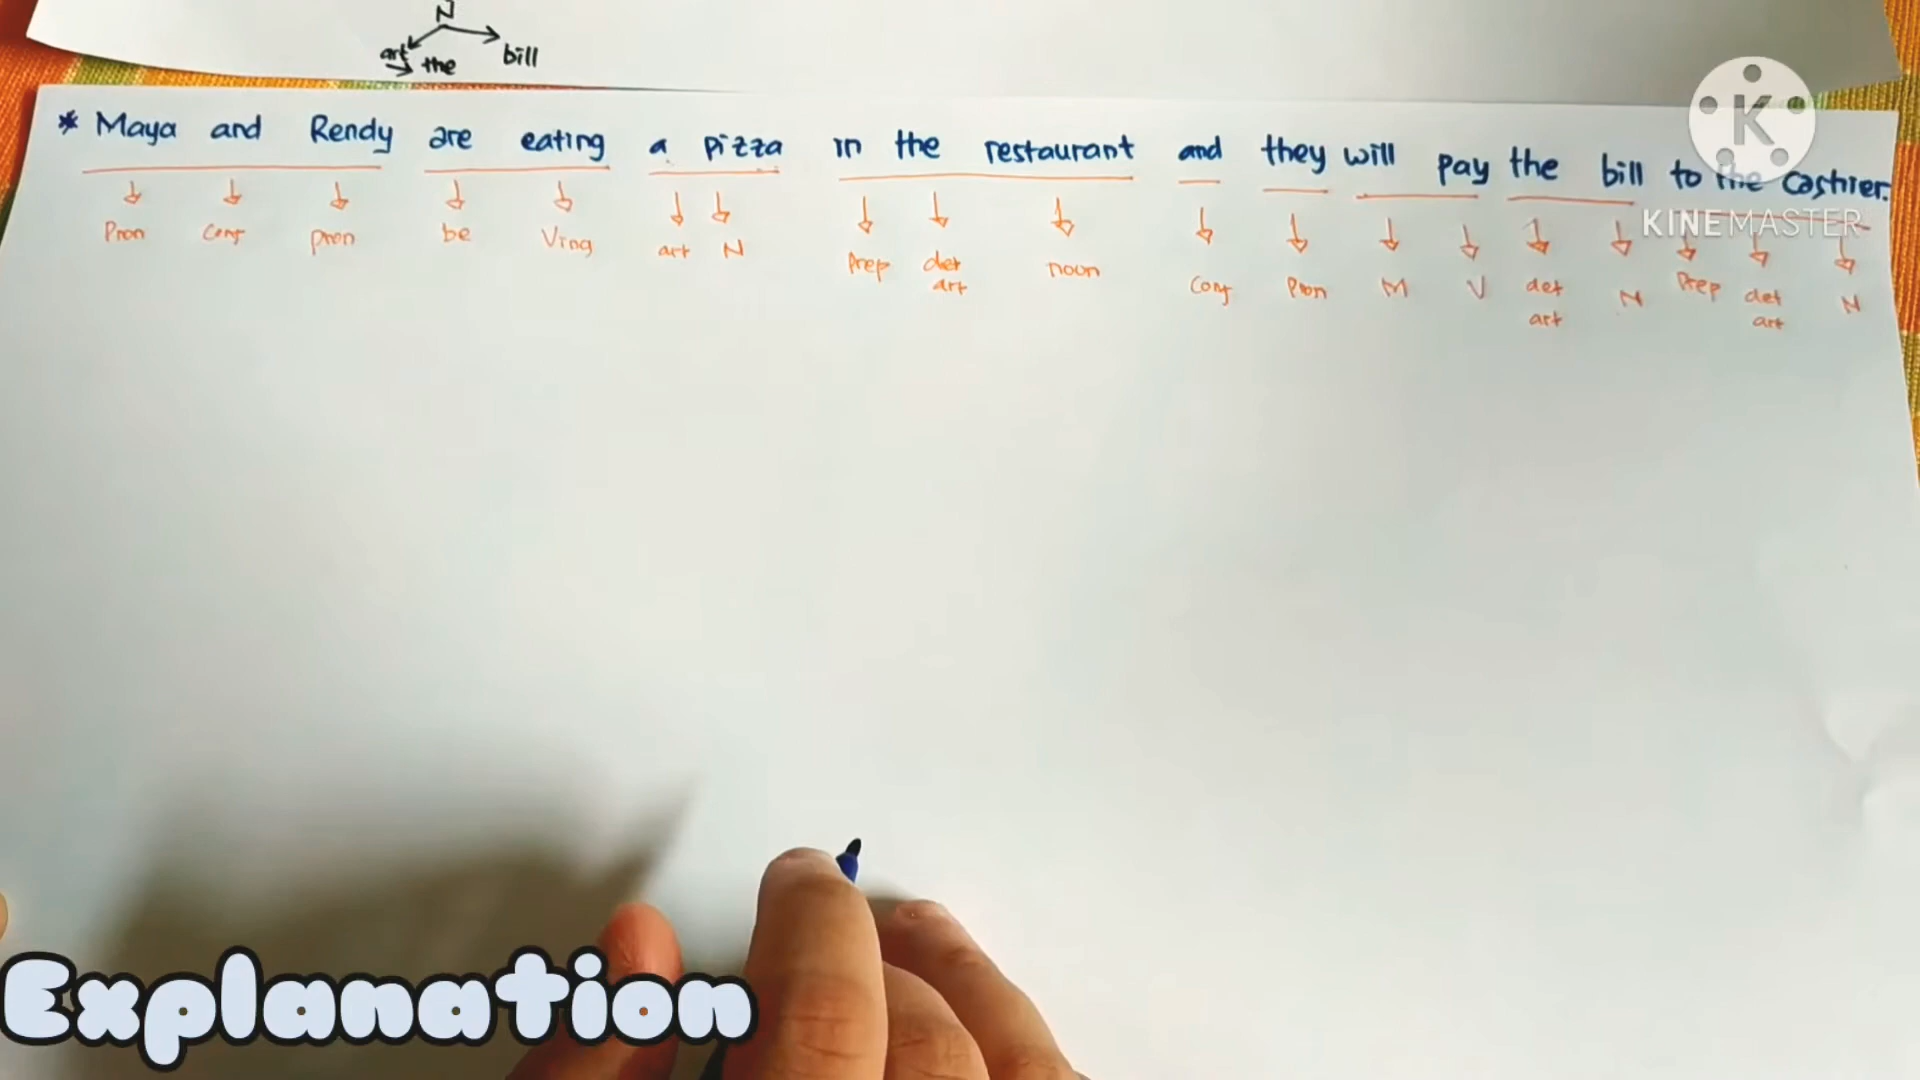 N
art the bill
* Maya and Rendy are eating a pizza in the restaurant and they will pay the bill to the cashier.
Pron Conj pron be Ving art N Prep det noun Conj Pron M V det N Prep det N
art art art
K
KINEMASTER
Explanation